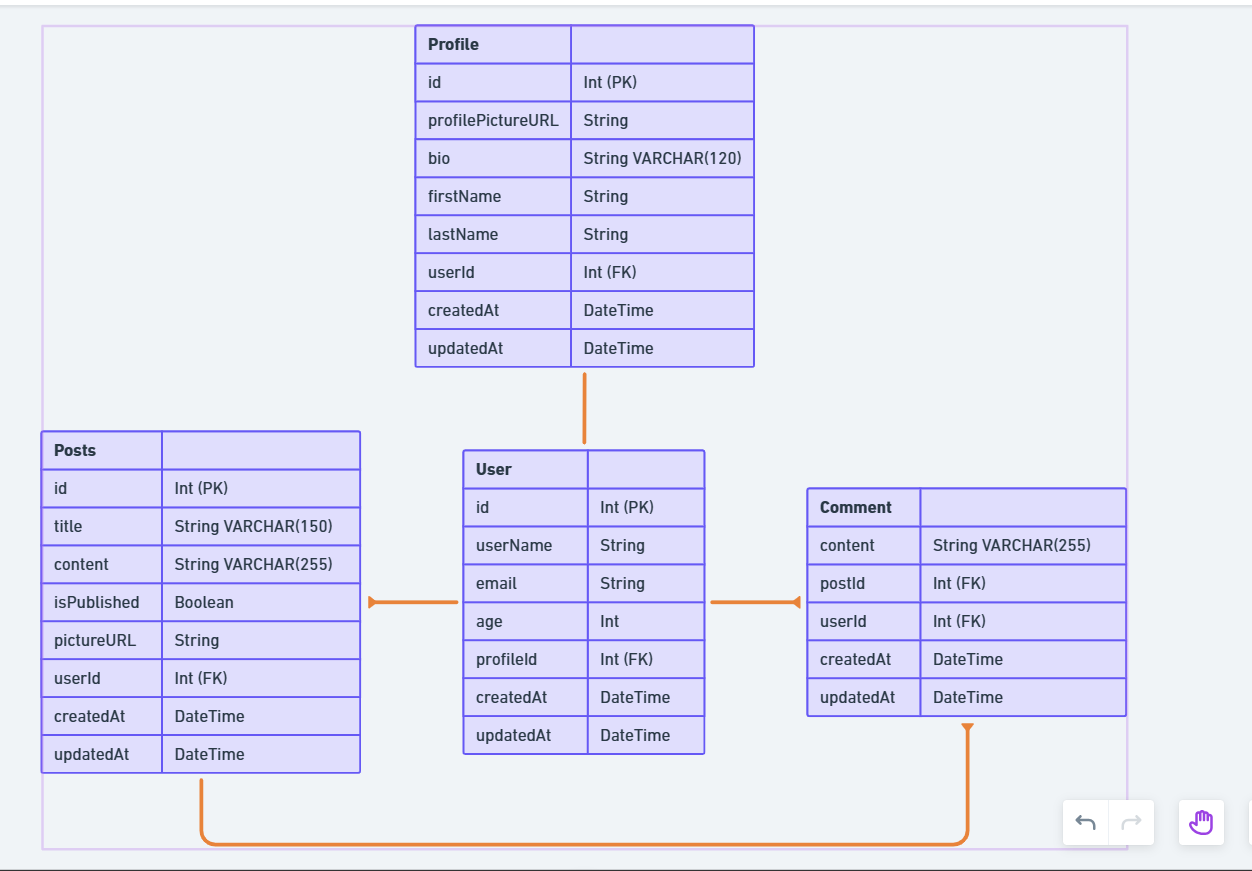 Profile
id Int (PK)
profilePictureURL String
bio String VARCHAR(120)
firstName String
lastName String
userId Int (FK)
createdAt DateTime
updatedAt DateTime
Posts
id Int (PK)
title String VARCHAR(150)
content String VARCHAR(255)
isPublished Boolean
pictureURL String
userId Int (FK)
createdAt DateTime
updatedAt DateTime
User
id Int (PK)
userName String
email String
age Int
profileId Int (FK)
createdAt DateTime
updatedAt DateTime
Comment
content String VARCHAR(255)
postId Int (FK)
userId Int (FK)
createdAt DateTime
updatedAt DateTime